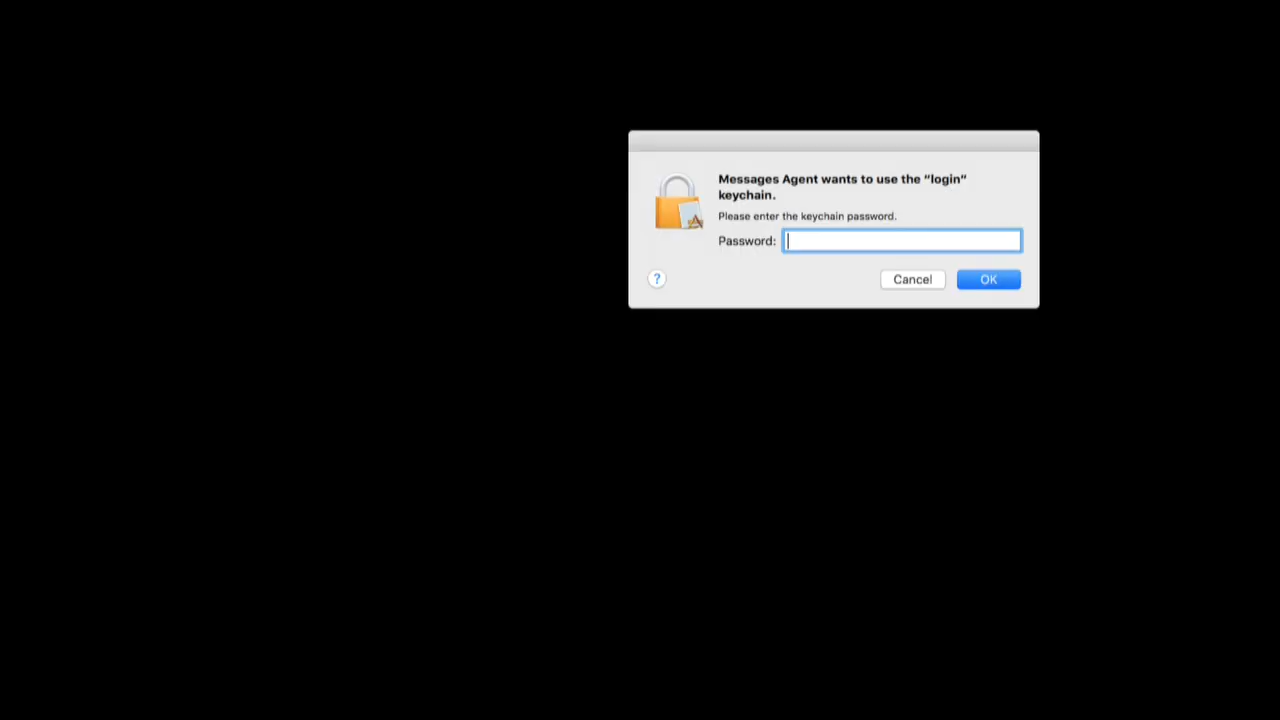 Messages Agent wants to use the “login”
keychain.
Please enter the keychain password.
Password:
?
Cancel
OK